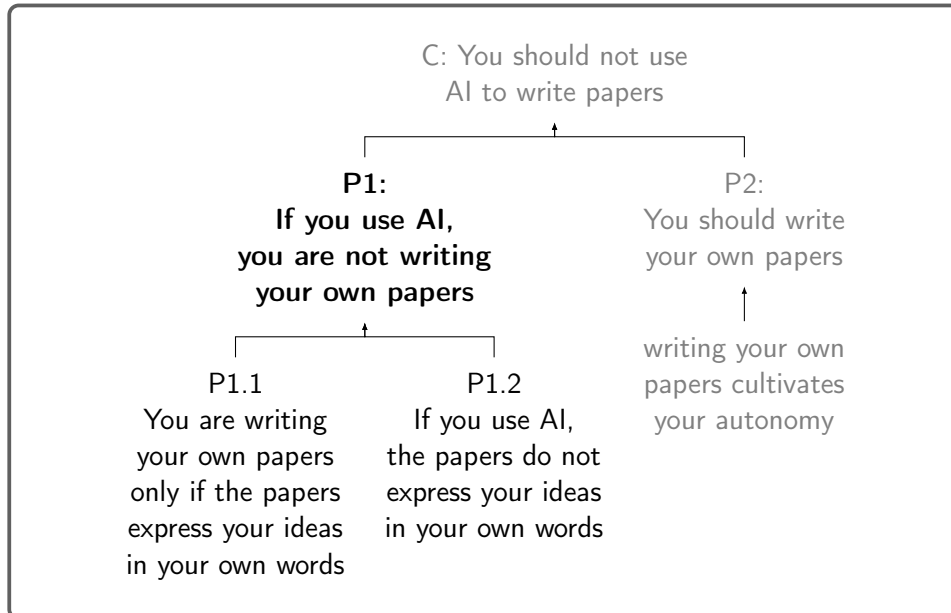 C: You should not use
AI to write papers
P1:
If you use AI,
you are not writing
your own papers
P2:
You should write
your own papers
P1.1
You are writing
your own papers
only if the papers
express your ideas
in your own words
P1.2
If you use AI,
the papers do not
express your ideas
in your own words
writing your own
papers cultivates
your autonomy